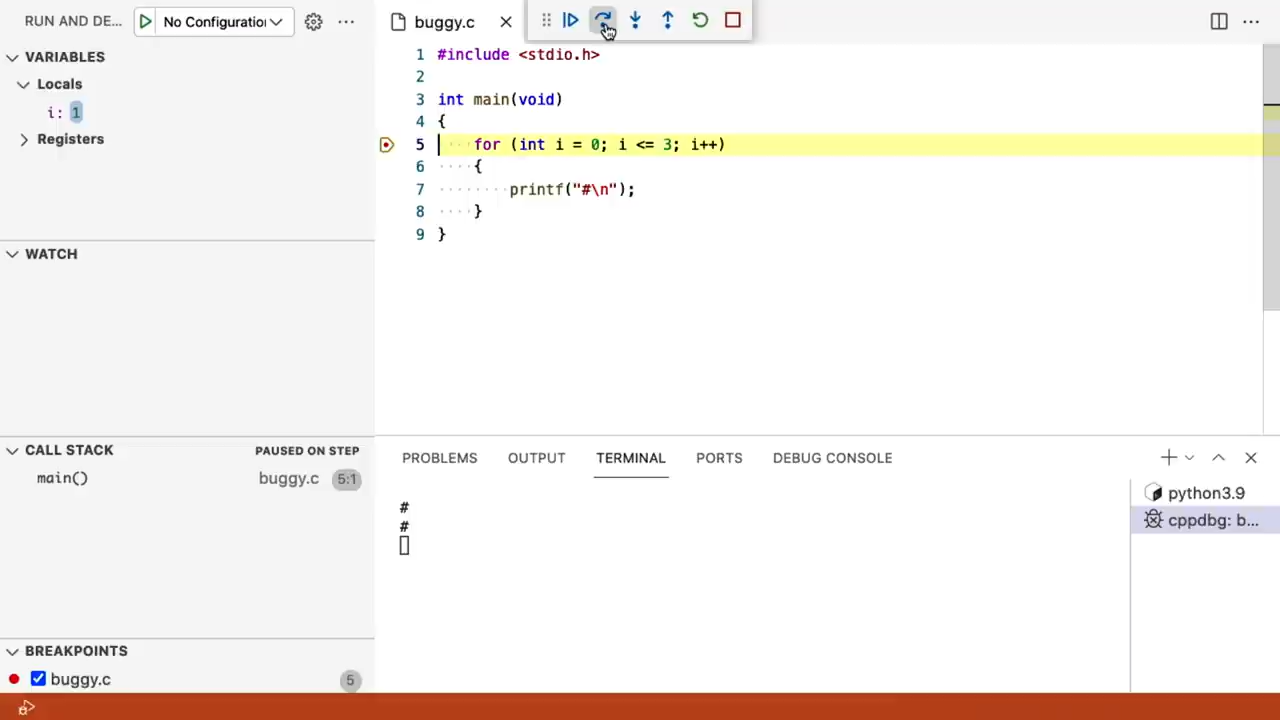 RUN AND DE...
No Configuration
buggy.c
VARIABLES
Locals
i: 1
Registers
WATCH
CALL STACK
PAUSED ON STEP
main()
buggy.c
5:1
BREAKPOINTS
buggy.c
5
1 #include <stdio.h>
2
3 int main(void)
4 {
5 for (int i = 0; i <= 3; i++)
6 {
7 printf("#\n");
8 }
9 }
PROBLEMS
OUTPUT
TERMINAL
PORTS
DEBUG CONSOLE
#
#
python3.9
cppdbg: b...